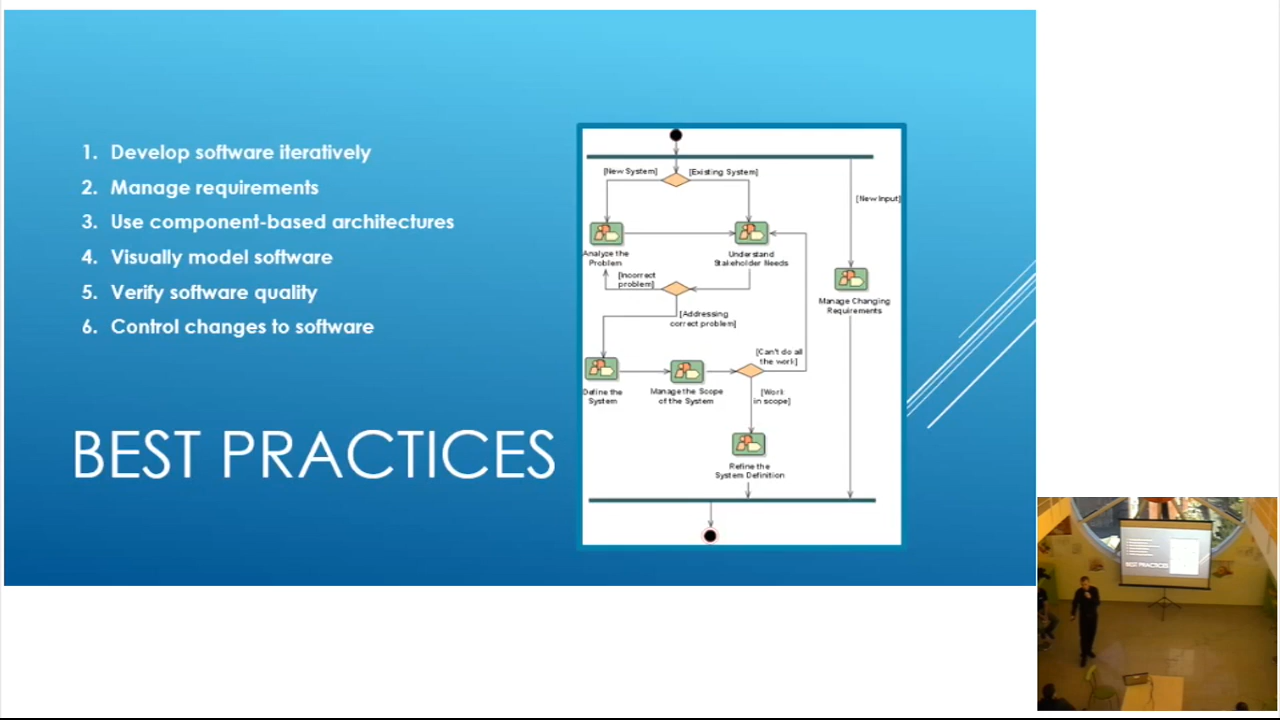 1. Develop software iteratively
2. Manage requirements
3. Use component-based architectures
4. Visually model software
5. Verify software quality
6. Control changes to software
BEST PRACTICES
[New System]
[Existing System]
[New Input]
Analyze the
Problem
Understand
Stakeholder Needs
[Incorrect
problem]
Manage Changing
Requirements
[Addressing
correct problem]
[Can't do all
the work]
Define the
System
Manage the Scope
of the System
[Work
in scope]
Refine the
System Definition
BEST PRACTICES